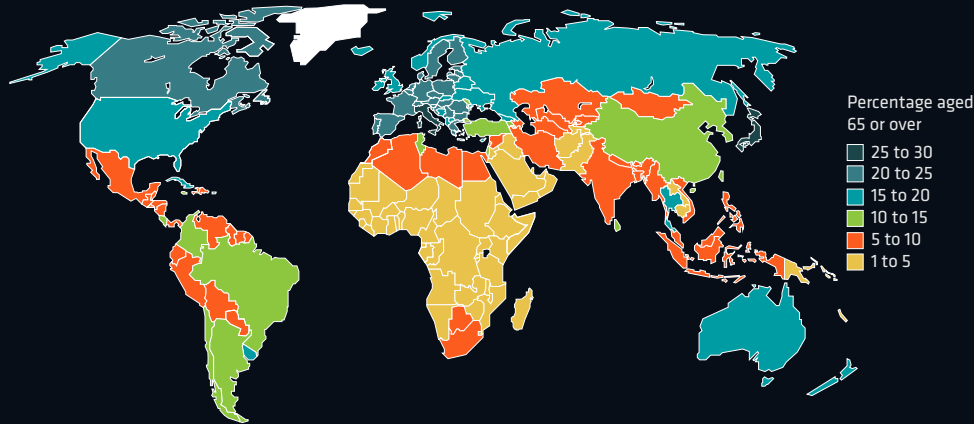 Percentage aged
65 or over
25 to 30
20 to 25
15 to 20
10 to 15
5 to 10
1 to 5